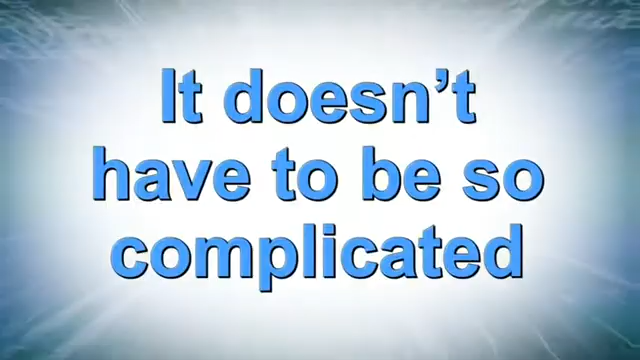 It doesn’t
have to be so
complicated